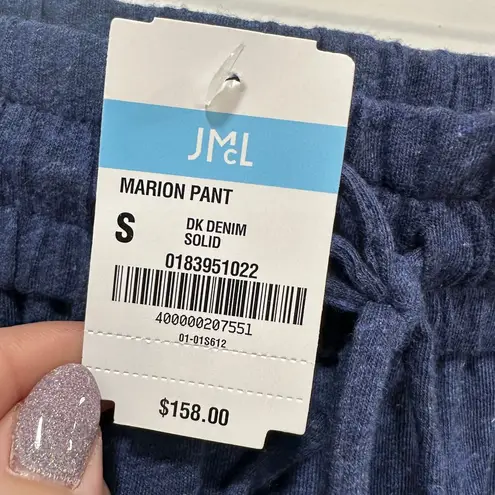 JMcL
MARION PANT
S
DK DENIM
SOLID
0183951022
400000207551
01-01S612
$158.00